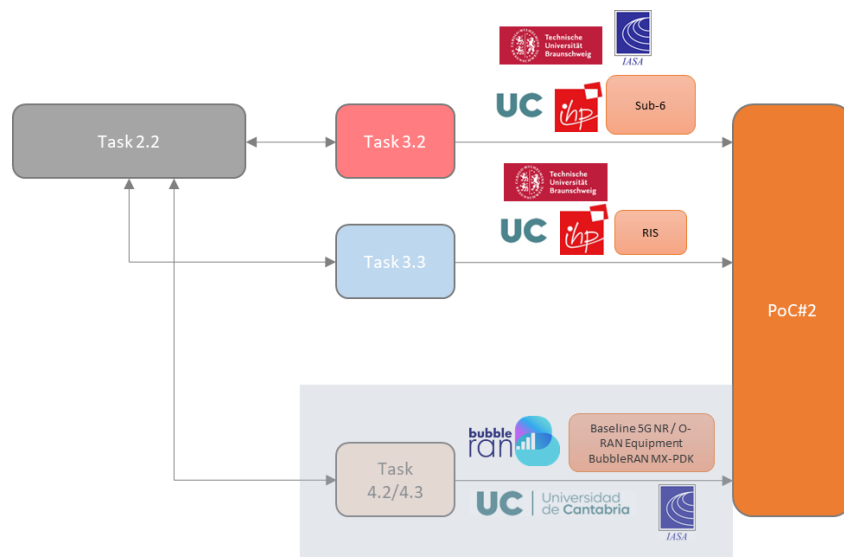 Technische
Universität
Braunschweig
IASA
UC
ihp
Sub-6
Task 2.2
Task 3.2
Technische
Universität
Braunschweig
UC
ihp
RIS
Task 3.3
PoC#2
bubble
ran
Baseline 5G NR / O-
RAN Equipment
BubbleRAN MX-PDK
Task
4.2/4.3
UC
Universidad
de Cantabria
IASA